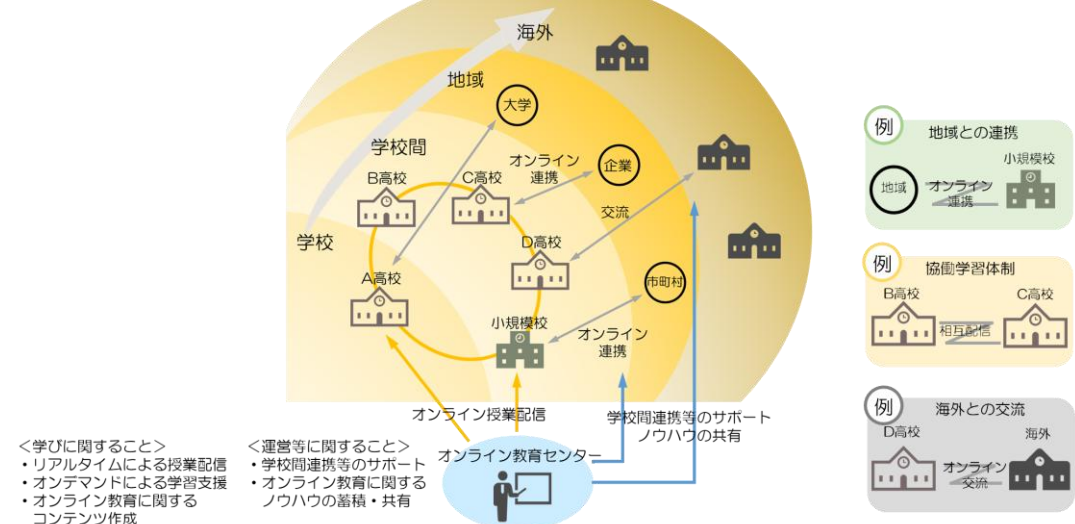 海外
地域
大学
学校間
B高校
C高校
オンライン
連携
企業
交流
学校
D高校
A高校
市町村
小規模校
オンライン
連携
オンライン授業配信
学校間連携等のサポート
ノウハウの共有
オンライン教育センター
＜学びに関すること＞
・リアルタイムによる授業配信
・オンデマンドによる学習支援
・オンライン教育に関する
コンテンツ作成
＜運営等に関すること＞
・学校間連携等のサポート
・オンライン教育に関する
ノウハウの蓄積・共有
例
地域との連携
小規模校
地域
オンライン
連携
例
協働学習体制
B高校
C高校
相互配信
例
海外との交流
D高校
海外
オンライン
交流